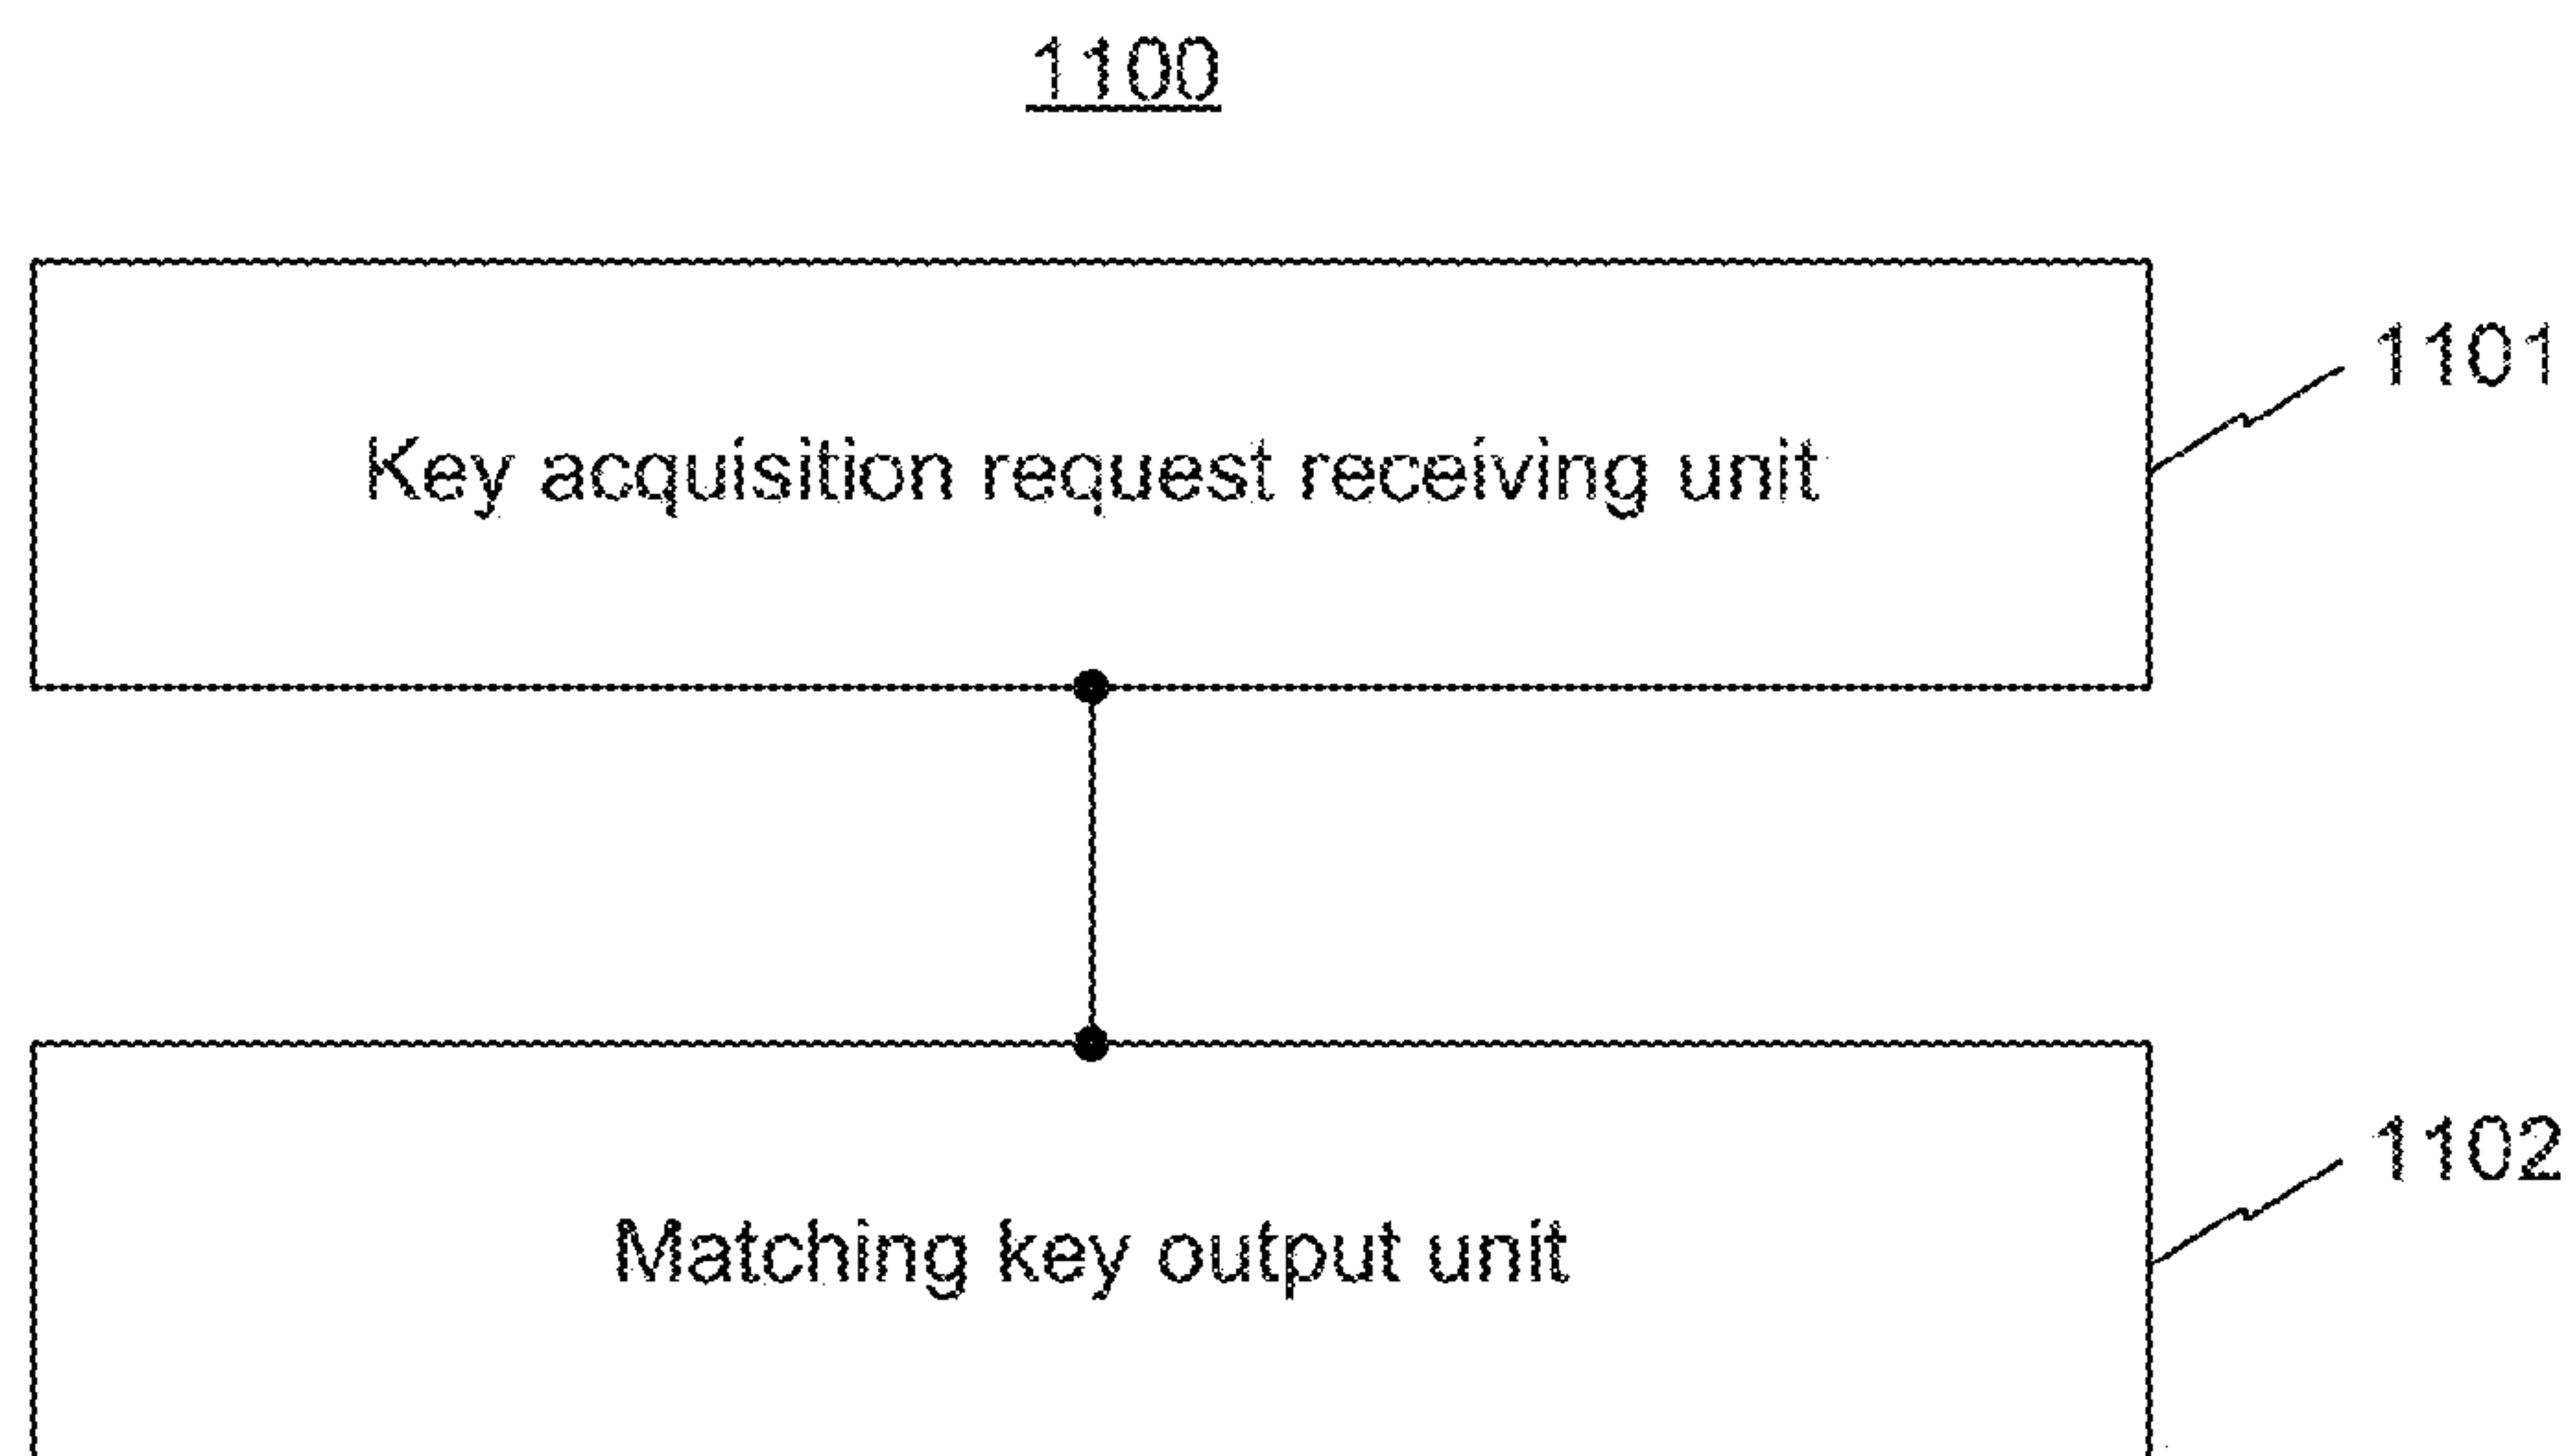 1100
Key acquisition request receiving unit
1101
Matching key output unit
1102